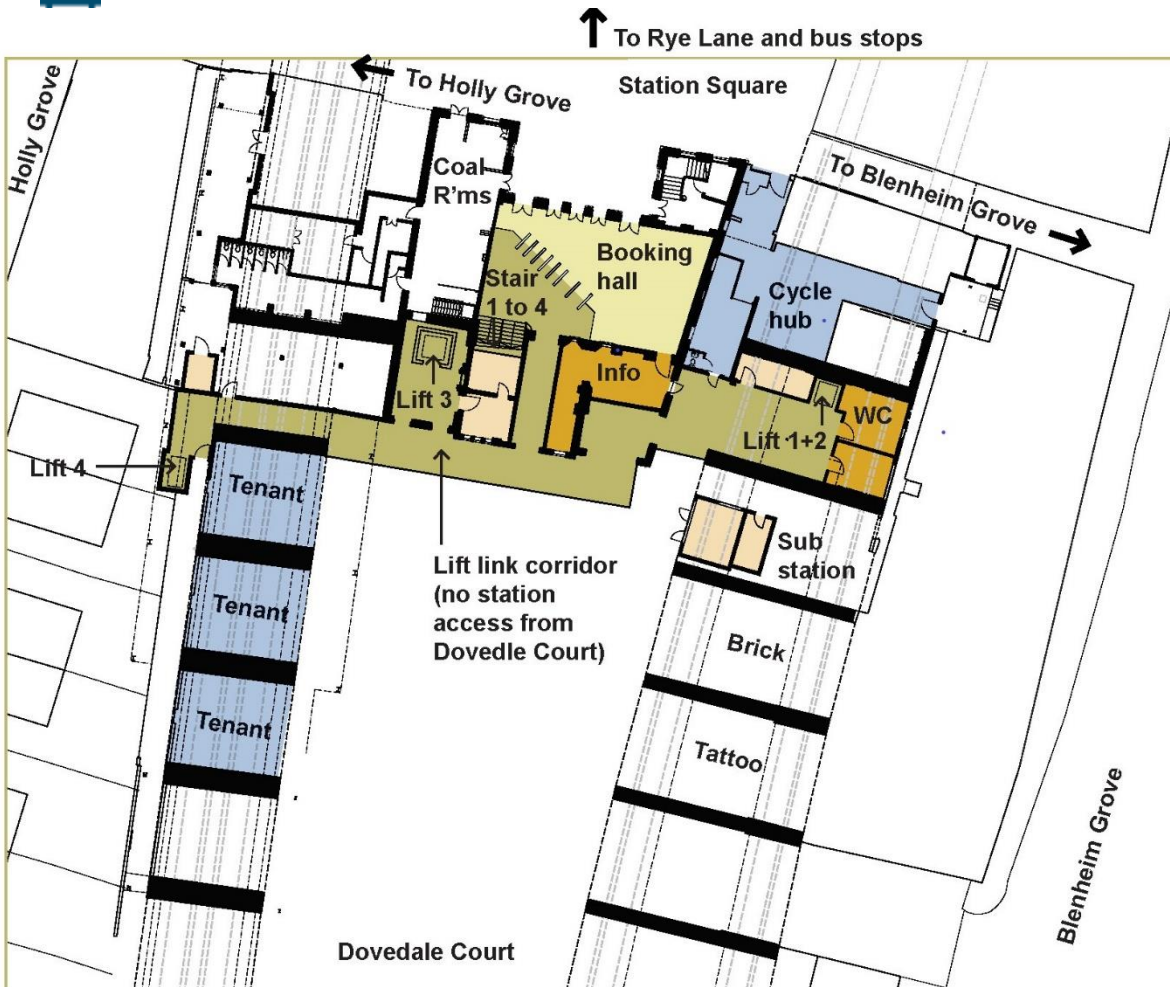 To Rye Lane and bus stops
Station Square
To Holly Grove
Holly Grove
Coal
R'ms
To Blenheim Grove
Booking
hall
Stair
1 to 4
Cycle
hub
Info
Lift 3
Lift 1+2
WC
Lift 4
Tenant
Sub
station
Lift link corridor
(no station
access from
Dovedle Court)
Tenant
Brick
Tenant
Tattoo
Blenheim Grove
Dovedale Court